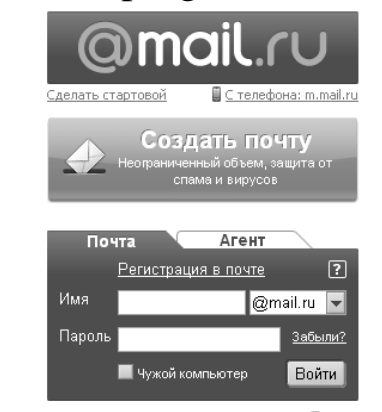 @mail.ru
Сделать стартовой
С телефона: m.mail.ru
Создать почту
Неограниченный объем, защита от
спама и вирусов
Почта
Агент
Регистрация в почте
?
Имя
@mail.ru
Пароль
Забыли?
Чужой компьютер
Войти